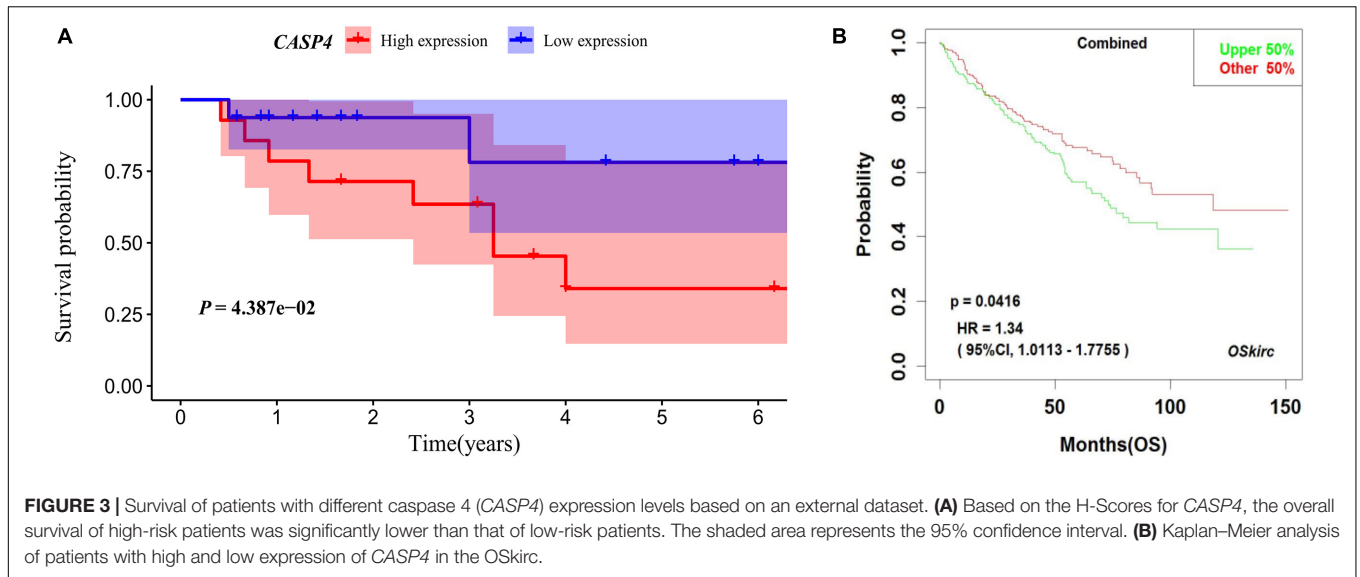 A
CASP4 High expression Low expression
1.00
0.75
0.50
0.25
0.00
Survival probability
P = 4.387e−02
0 1 2 3 4 5 6
Time(years)
B
Combined
Upper 50%
Other 50%
1.0
0.8
0.6
0.4
0.2
0.0
Probability
p = 0.0416
HR = 1.34
( 95%CI, 1.0113 - 1.7755 )
OSkirc
0 50 100 150
Months(OS)
FIGURE 3 | Survival of patients with different caspase 4 (CASP4) expression levels based on an external dataset. (A) Based on the H-Scores for CASP4, the overall
survival of high-risk patients was significantly lower than that of low-risk patients. The shaded area represents the 95% confidence interval. (B) Kaplan–Meier analysis
of patients with high and low expression of CASP4 in the OSkirc.